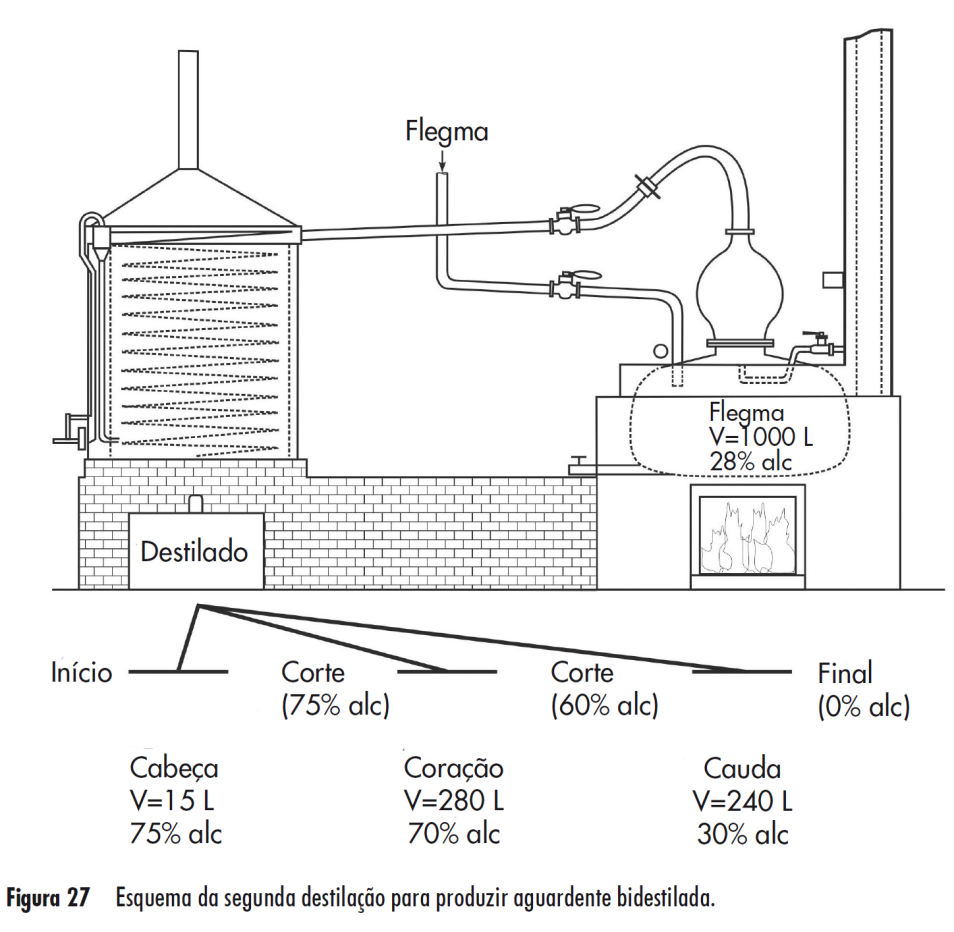 Flegma
Flegma
V=1000 L
28% alc
Destilado
Início
Corte
(75% alc)
Corte
(60% alc)
Final
(0% alc)
Cabeça
V=15 L
75% alc
Coração
V=280 L
70% alc
Cauda
V=240 L
30% alc
Figura 27 Esquema da segunda destilação para produzir aguardente bidestilada.